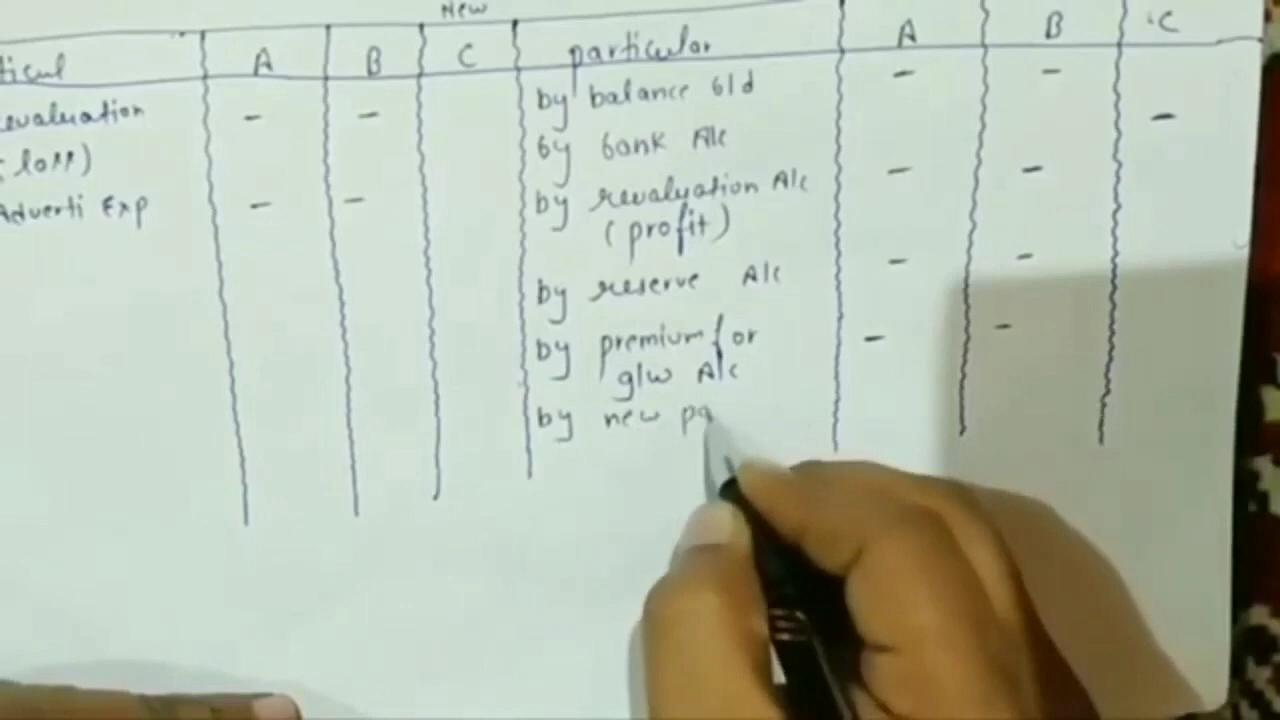 New
ticul A B C particular A B C
evaluation - - by balance b/d - -
; loss) by bank A/c -
Adverti Exp - - by revaluation A/c - -
(profit)
by reserve A/c - -
by premium for - -
g/w A/c
by new pa